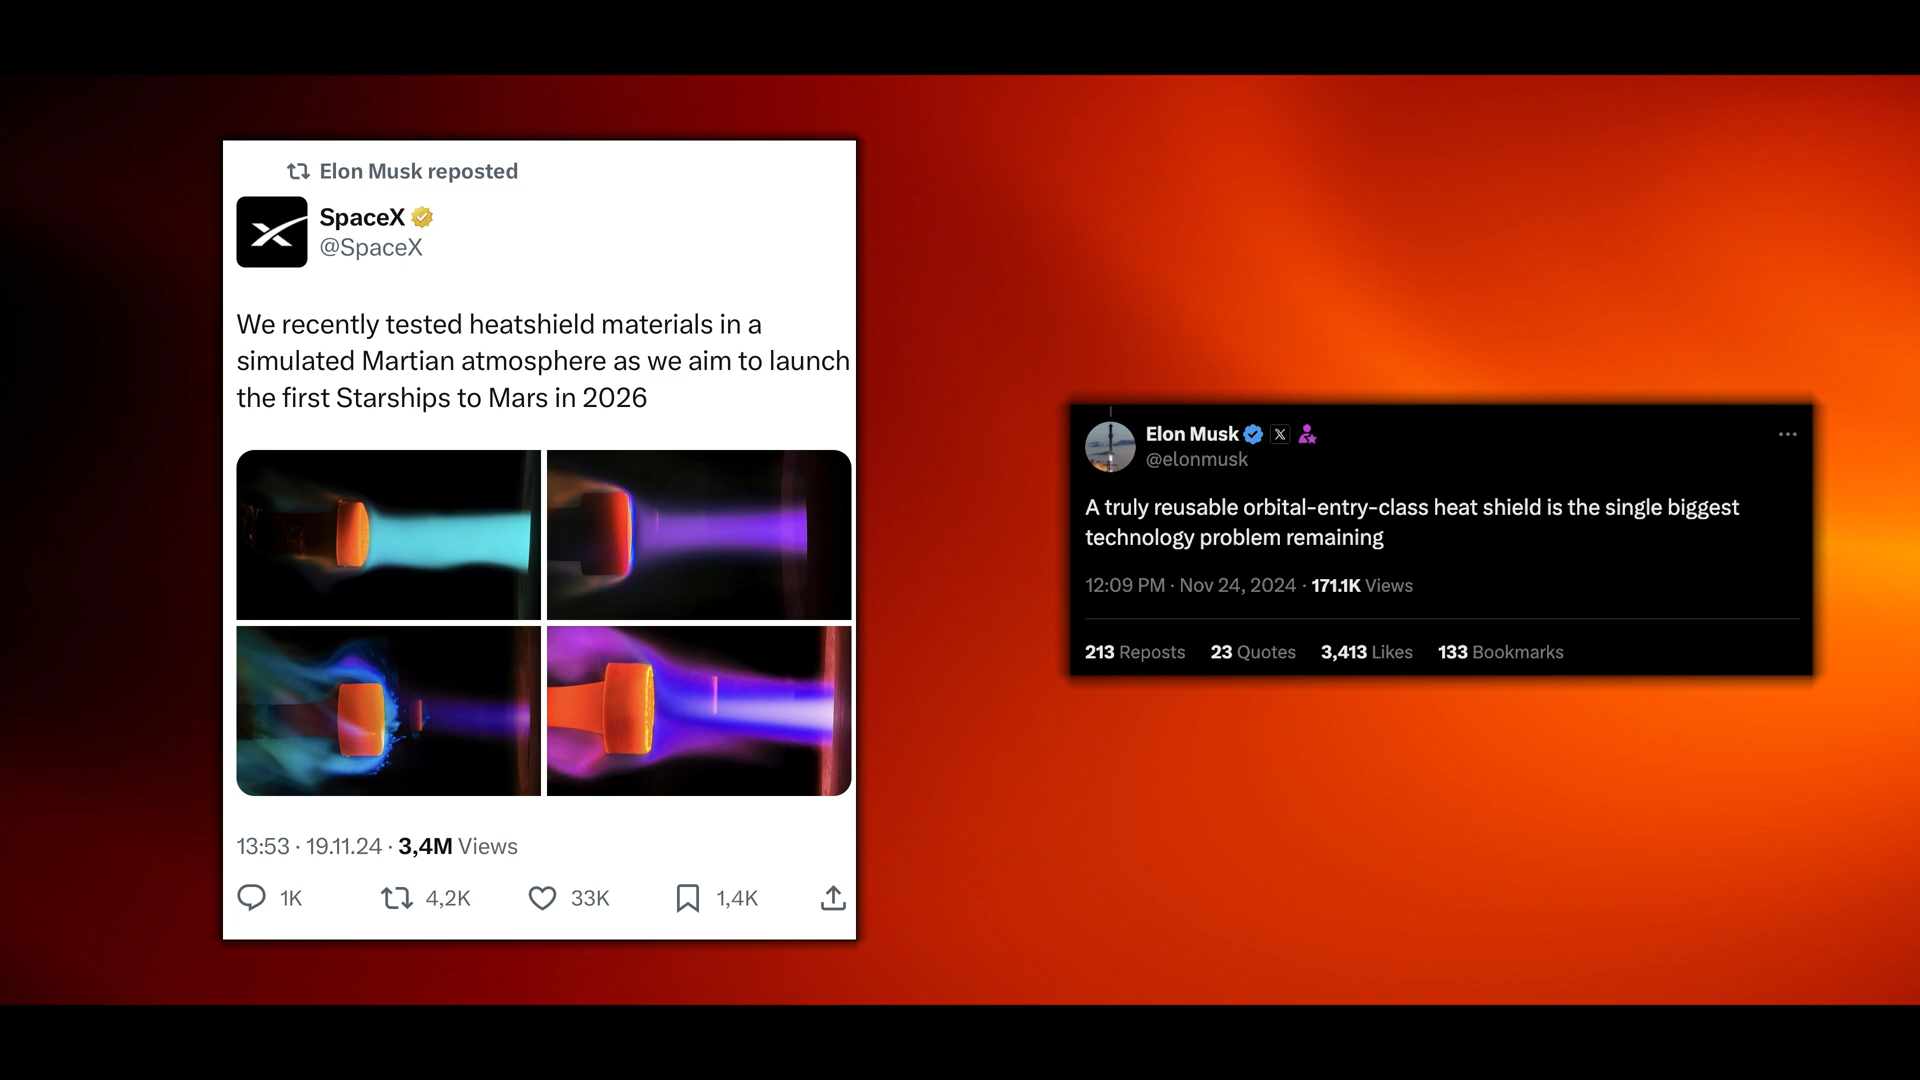 Elon Musk reposted
SpaceX
@SpaceX
We recently tested heatshield materials in a
simulated Martian atmosphere as we aim to launch
the first Starships to Mars in 2026
13:53 · 19.11.24 · 3,4M Views
1K 4,2K 33K 1,4K
Elon Musk
@elonmusk
A truly reusable orbital-entry-class heat shield is the single biggest
technology problem remaining
12:09 PM · Nov 24, 2024 · 171.1K Views
213 Reposts 23 Quotes 3,413 Likes 133 Bookmarks